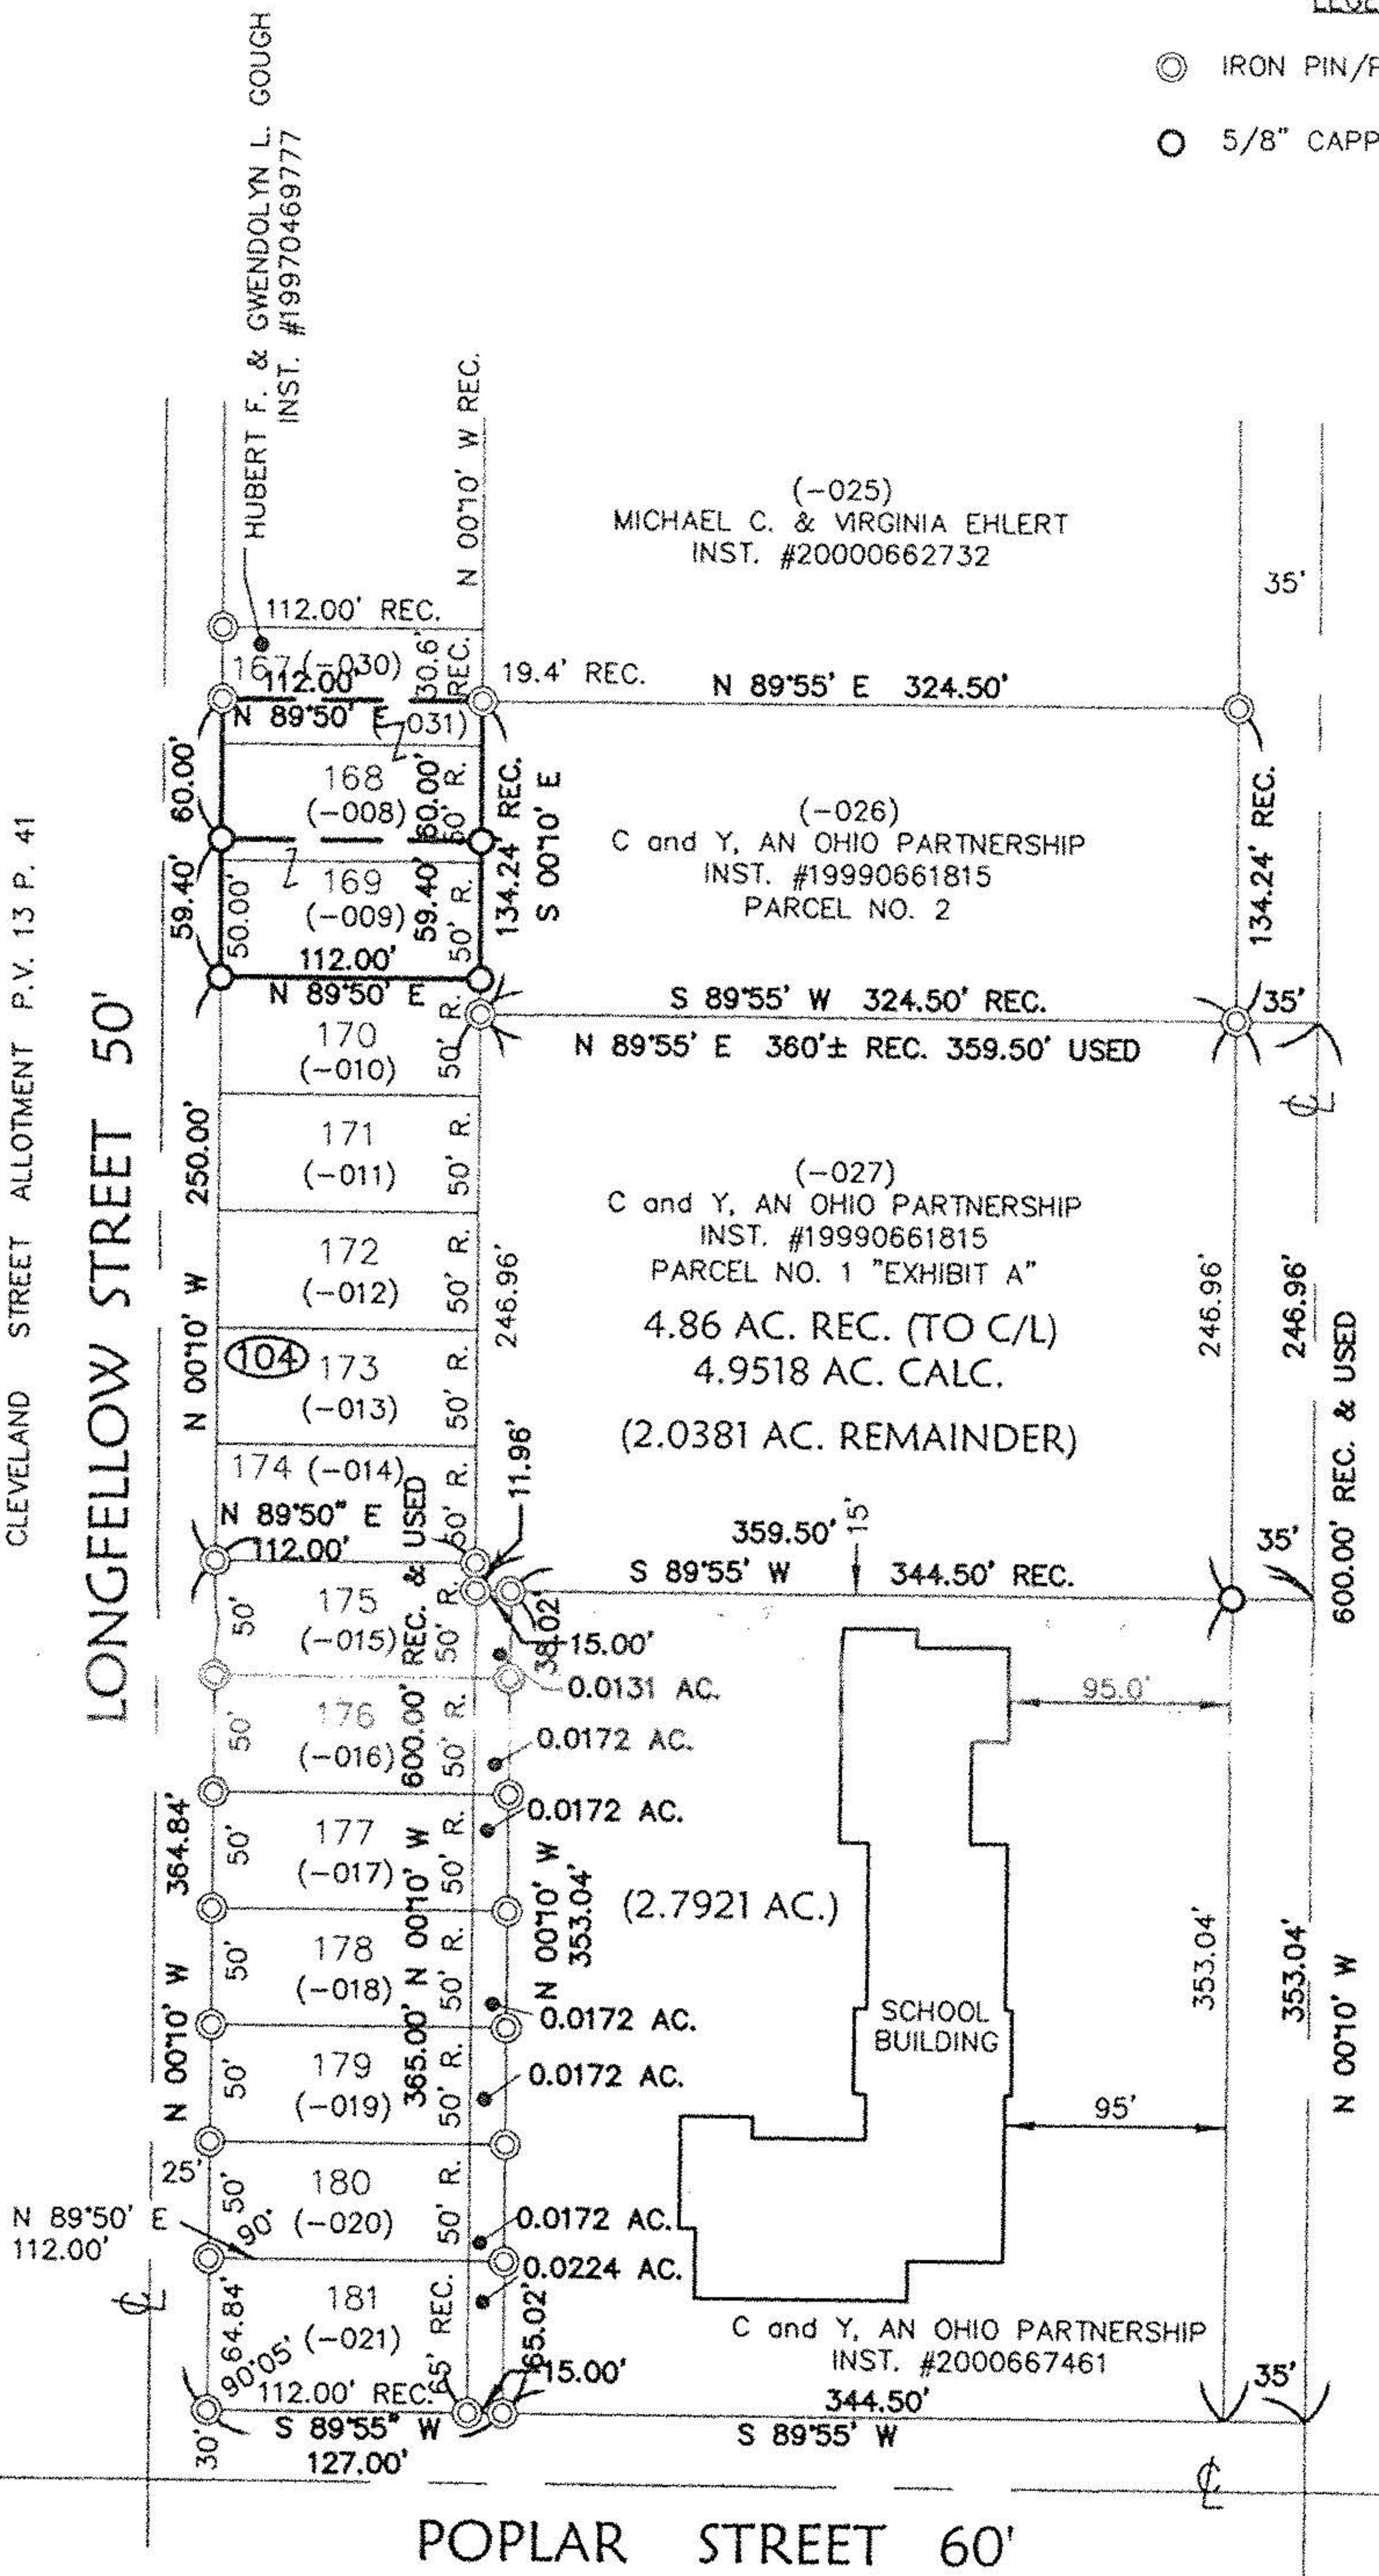 IRON PIN/
5/8" CAPP
HUBERT F. & GWENDOLYN L. GOUGH
INST. #19970469777
N 00°10' W REC.
(-025)
MICHAEL C. & VIRGINIA EHLERT
INST. #20000662732
35'
112.00' REC.
167 (-030)
30.6' REC.
112.00'
N 89°50' E
(-031)
19.4' REC.
N 89°55' E 324.50'
60.00'
168
(-008)
60.00'
50' R.
134.24' REC.
S 00°10' E
(-026)
C and Y, AN OHIO PARTNERSHIP
INST. #19990661815
PARCEL NO. 2
134.24' REC.
59.40'
50.00'
169
(-009)
59.40'
50' R.
112.00'
N 89°50' E
CLEVELAND STREET ALLOTMENT P.V. 13 P. 41
LONGFELLOW STREET 50'
S 89°55' W 324.50' REC.
35'
N 89°55' E 360'± REC. 359.50' USED
170
(-010)
50' R.
250.00'
N 00°10' W
171
(-011)
50' R.
172
(-012)
50' R.
246.96'
104
173
(-013)
50' R.
174 (-014)
50' R.
(-027)
C and Y, AN OHIO PARTNERSHIP
INST. #19990661815
PARCEL NO. 1 "EXHIBIT A"
4.86 AC. REC. (TO C/L)
4.9518 AC. CALC.
(2.0381 AC. REMAINDER)
246.96'
246.96'
600.00' REC. & USED
N 89°50" E
112.00'
11.96'
359.50'
15'
S 89°55' W
344.50' REC.
35'
600.00' REC. & USED
50'
175
(-015)
50' R.
38.02'
15.00'
0.0131 AC.
95.0'
50'
176
(-016)
50' R.
0.0172 AC.
364.84'
N 00°10' W
50'
177
(-017)
50' R.
0.0172 AC.
365.00' N 00°10' W
N 00°10' W
353.04'
(2.7921 AC.)
50'
178
(-018)
50' R.
0.0172 AC.
SCHOOL
BUILDING
353.04'
353.04'
N 00°10' W
50'
179
(-019)
50' R.
0.0172 AC.
95'
25'
50'
180
(-020)
50' R.
0.0172 AC.
N 89°50' E
112.00'
90°
0.0224 AC.
64.84'
181
(-021)
65' REC.
65.02'
90°05'
C and Y, AN OHIO PARTNERSHIP
INST. #2000667461
112.00' REC.
15.00'
344.50'
35'
S 89°55" W
S 89°55' W
127.00'
30'
POPLAR STREET 60'